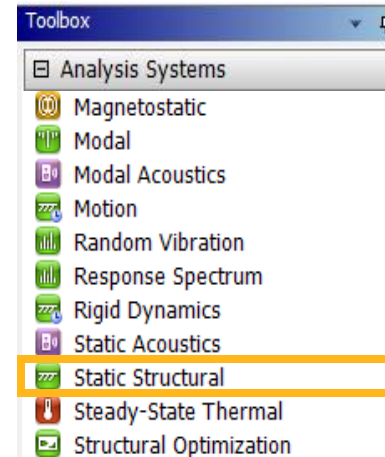 Toolbox
Analysis Systems
Magnetostatic
Modal
Modal Acoustics
Motion
Random Vibration
Response Spectrum
Rigid Dynamics
Static Acoustics
Static Structural
Steady-State Thermal
Structural Optimization